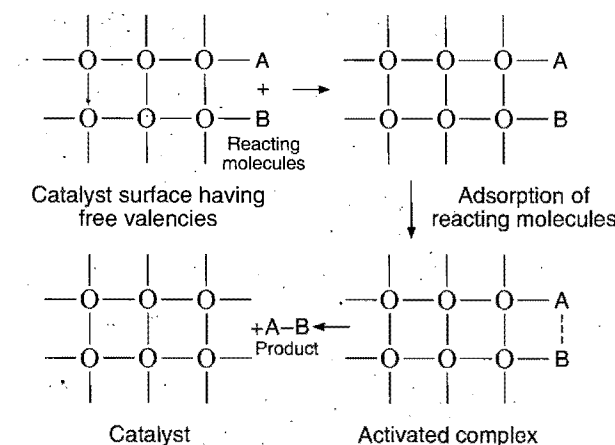 O O O A
+
O O O B
Reacting
molecules
Catalyst surface having
free valencies
O O O A
O O O B
Adsorption of
reacting molecules
O O O
O O O
+A–B
Product
Catalyst
O O O A
O O O B
Activated complex